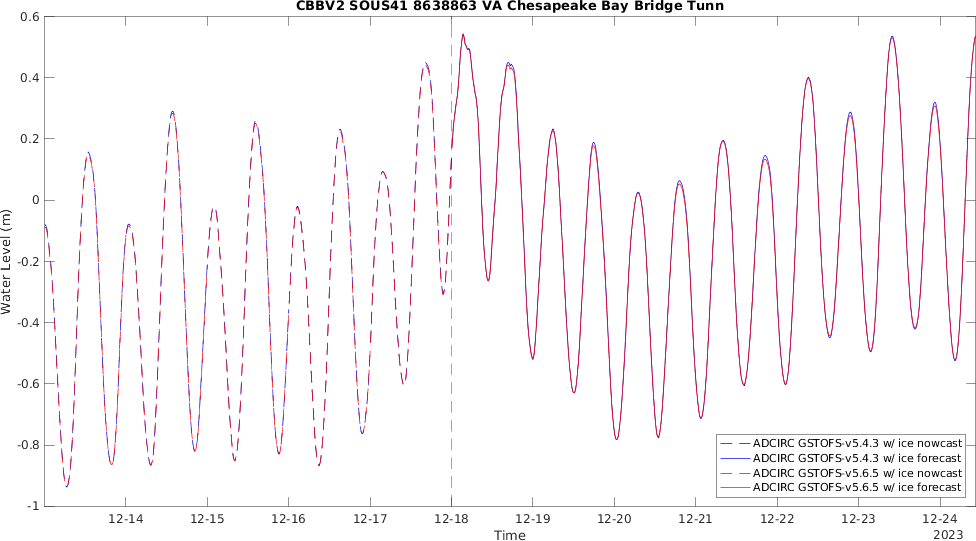 CBBV2 SOUS41 8638863 VA Chesapeake Bay Bridge Tunn
0.6
0.4
0.2
0
-0.2
-0.4
-0.6
-0.8
-1
Water Level (m)
ADCIRC GSTOFS-v5.4.3 w/ ice nowcast
ADCIRC GSTOFS-v5.4.3 w/ ice forecast
ADCIRC GSTOFS-v5.6.5 w/ ice nowcast
ADCIRC GSTOFS-v5.6.5 w/ ice forecast
12-14 12-15 12-16 12-17 12-18 12-19 12-20 12-21 12-22 12-23 12-24
Time
2023